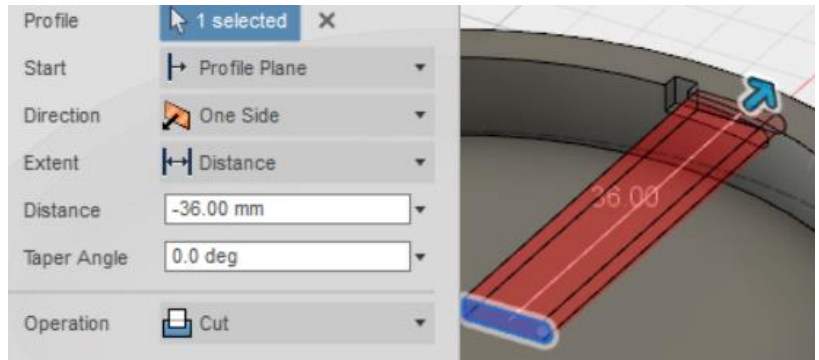 Profile 1 selected
Start Profile Plane
Direction One Side
Extent Distance
Distance -36.00 mm
Taper Angle 0.0 deg
Operation Cut
36.00